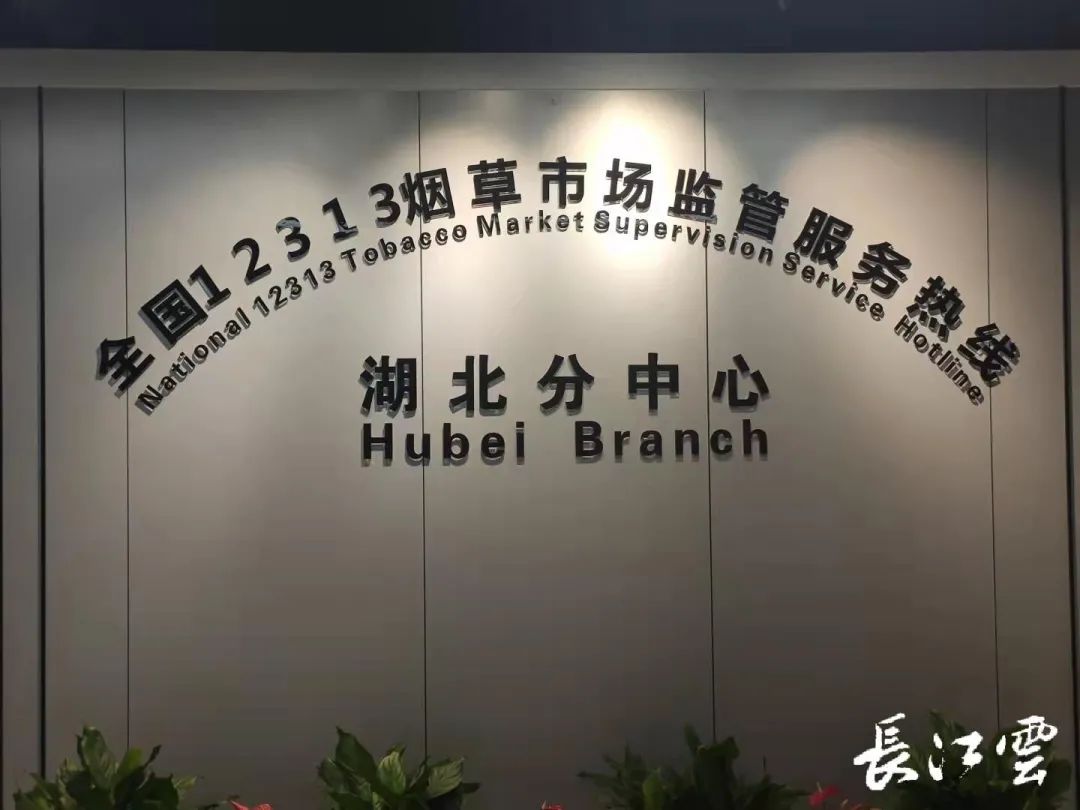 全国12313烟草市场监管服务热线
National 12313 Tobacco Market Supervision Service Hotline
湖北分中心
Hubei Branch
長江雲